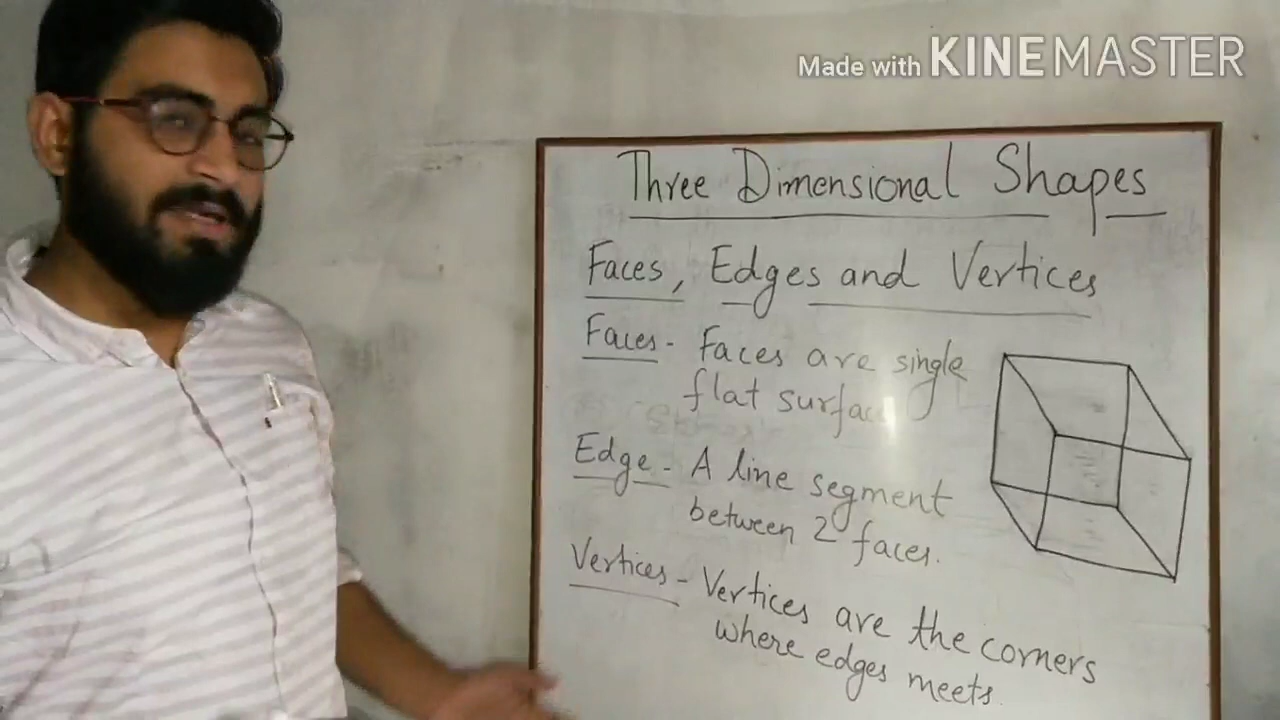 Made with KINEMASTER
Three Dimensional Shapes
Faces, Edges and Vertices
Faces - Faces are single
flat
Edge - A line segment
between 2 faces.
Vertices - Vertices are the corners
where edges meets.